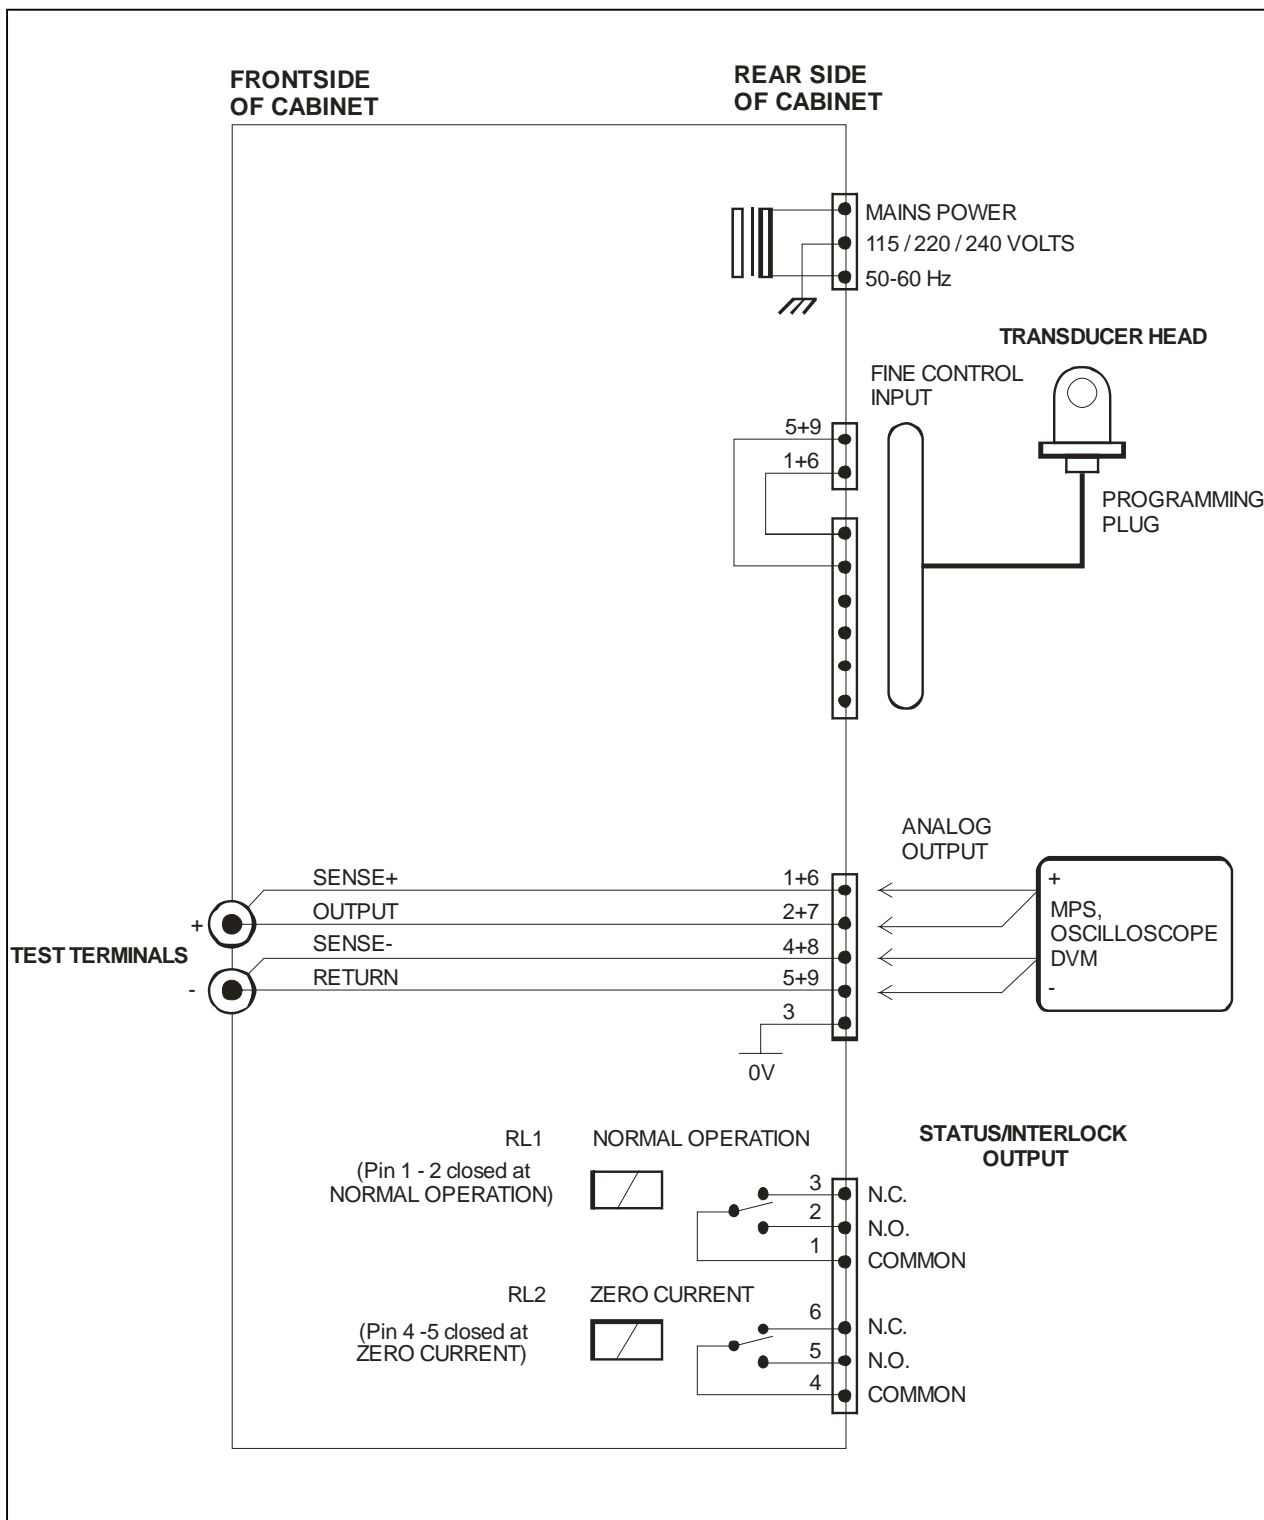 FRONTSIDE
OF CABINET
REAR SIDE
OF CABINET
MAINS POWER
115 / 220 / 240 VOLTS
50-60 Hz
TRANSDUCER HEAD
FINE CONTROL
INPUT
5+9
1+6
PROGRAMMING
PLUG
ANALOG
OUTPUT
SENSE+
1+6
+
OUTPUT
2+7
MPS,
OSCILLOSCOPE
DVM
-
+
TEST TERMINALS
-
SENSE-
4+8
RETURN
5+9
3
0V
RL1
NORMAL OPERATION
(Pin 1 - 2 closed at
NORMAL OPERATION)
STATUS/INTERLOCK
OUTPUT
3
N.C.
2
N.O.
1
COMMON
RL2
ZERO CURRENT
(Pin 4 -5 closed at
ZERO CURRENT)
6
N.C.
5
N.O.
4
COMMON